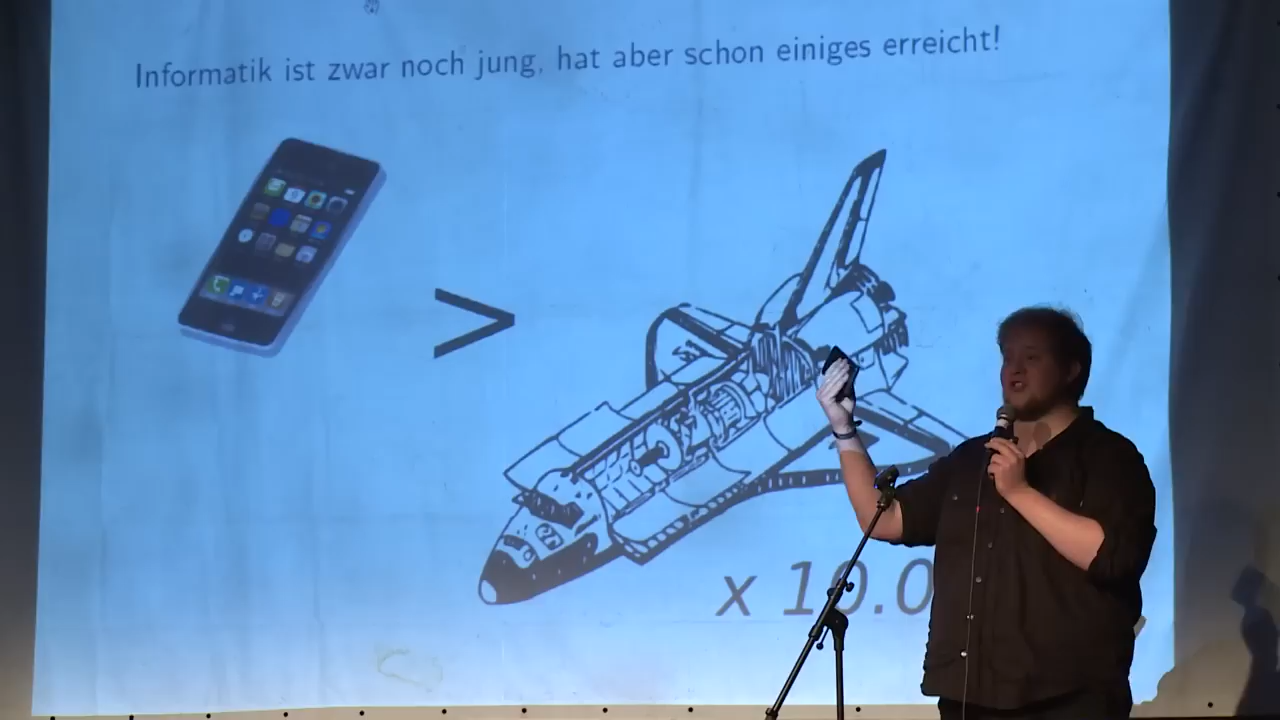 Informatik ist zwar noch jung, hat aber schon einiges erreicht!
>
x 10.0